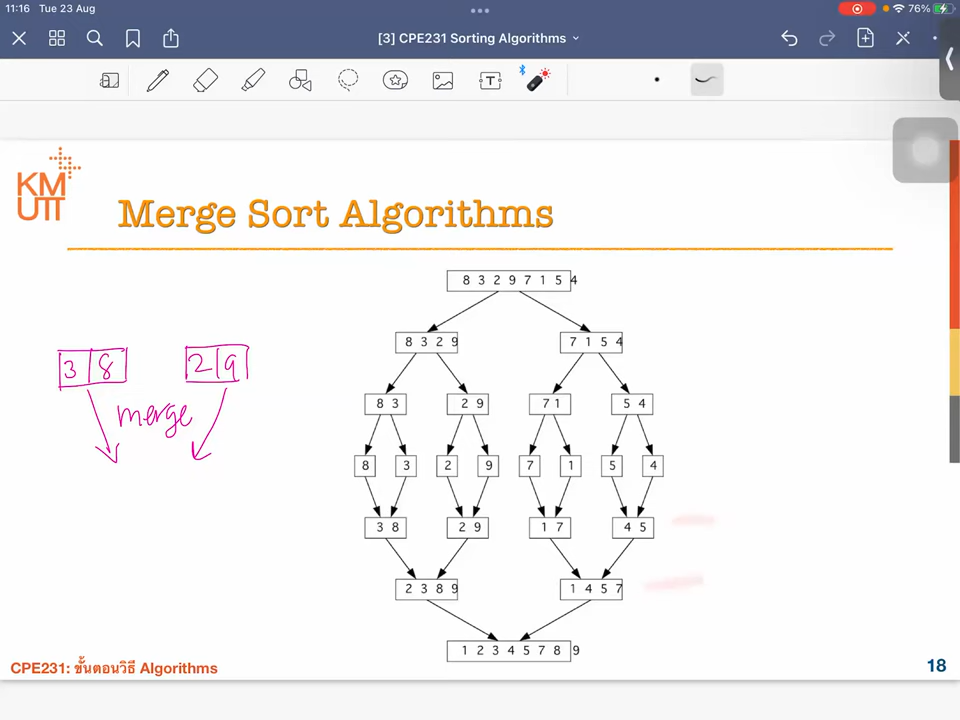 11:16 Tue 23 Aug
76%
[3] CPE231 Sorting Algorithms
T
KM
UTT
Merge Sort Algorithms
8 3 2 9 7 1 5 4
8 3 2 9
7 1 5 4
3 8
2 9
8 3
2 9
7 1
5 4
merge
8
3
2
9
7
1
5
4
3 8
2 9
1 7
4 5
2 3 8 9
1 4 5 7
1 2 3 4 5 7 8 9
CPE231: ขั้นตอนวิธี Algorithms
18